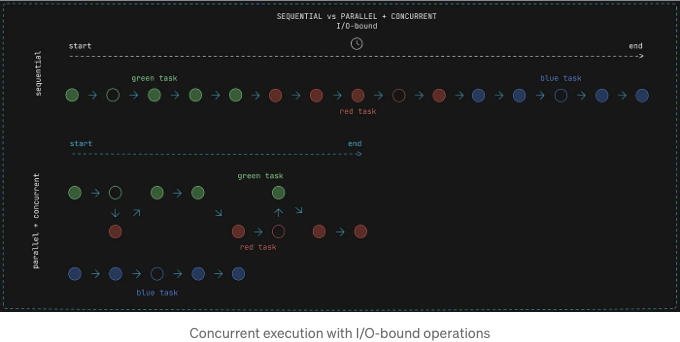 SEQUENTIAL vs PARALLEL + CONCURRENT
I/O-bound
start
end
sequential
green task
blue task
red task
start
end
parallel + concurrent
green task
red task
blue task
Concurrent execution with I/O-bound operations